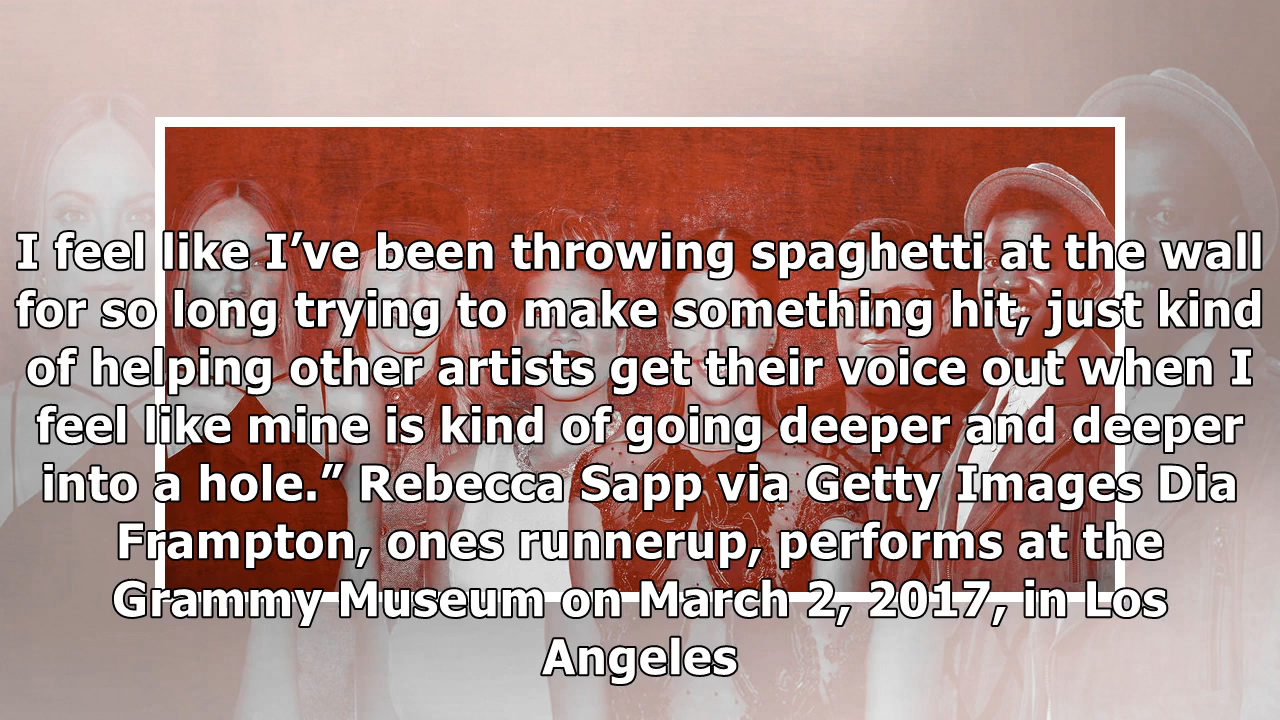 I feel like I’ve been throwing spaghetti at the wall
for so long trying to make something hit, just kind
of helping other artists get their voice out when I
feel like mine is kind of going deeper and deeper
into a hole.” Rebecca Sapp via Getty Images Dia
Frampton, ones runnerup, performs at the
Grammy Museum on March 2, 2017, in Los
Angeles